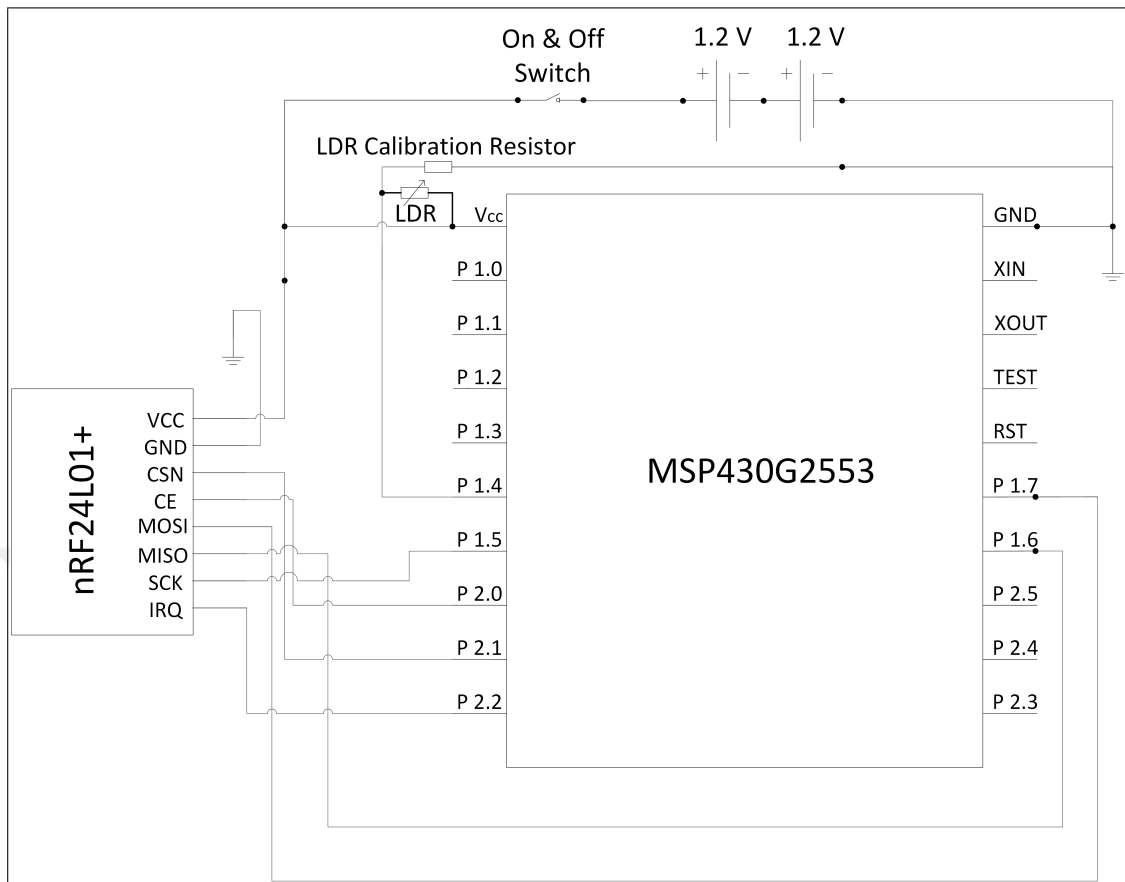 On & Off
Switch
1.2 V
1.2 V
+
−
+
−
LDR Calibration Resistor
LDR
Vcc
P 1.0
P 1.1
P 1.2
P 1.3
P 1.4
P 1.5
P 2.0
P 2.1
P 2.2
MSP430G2553
GND
XIN
XOUT
TEST
RST
P 1.7
P 1.6
P 2.5
P 2.4
P 2.3
nRF24L01+
VCC
GND
CSN
CE
MOSI
MISO
SCK
IRQ